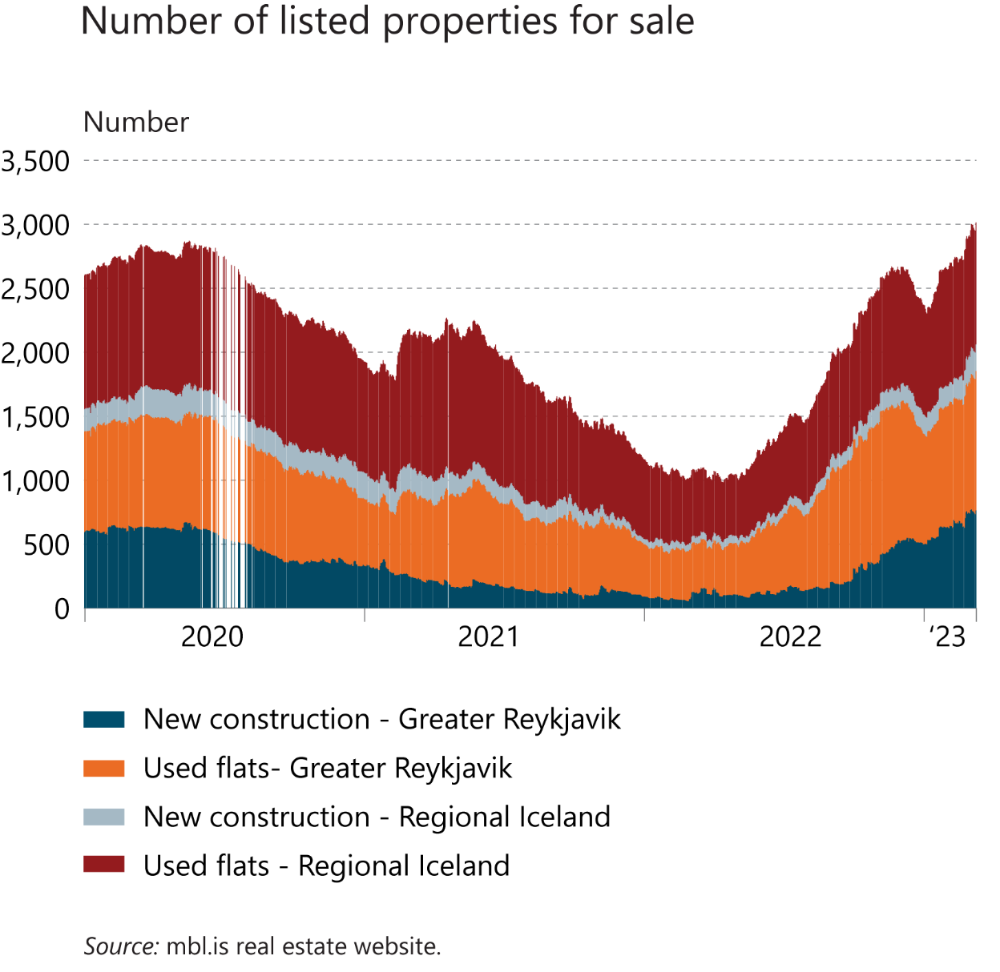 Number of listed properties for sale
Number
3,500
3,000
2,500
2,000
1,500
1,000
500
0
2020 2021 2022 ‘23
New construction - Greater Reykjavik
Used flats- Greater Reykjavik
New construction - Regional Iceland
Used flats - Regional Iceland
Source: mbl.is real estate website.